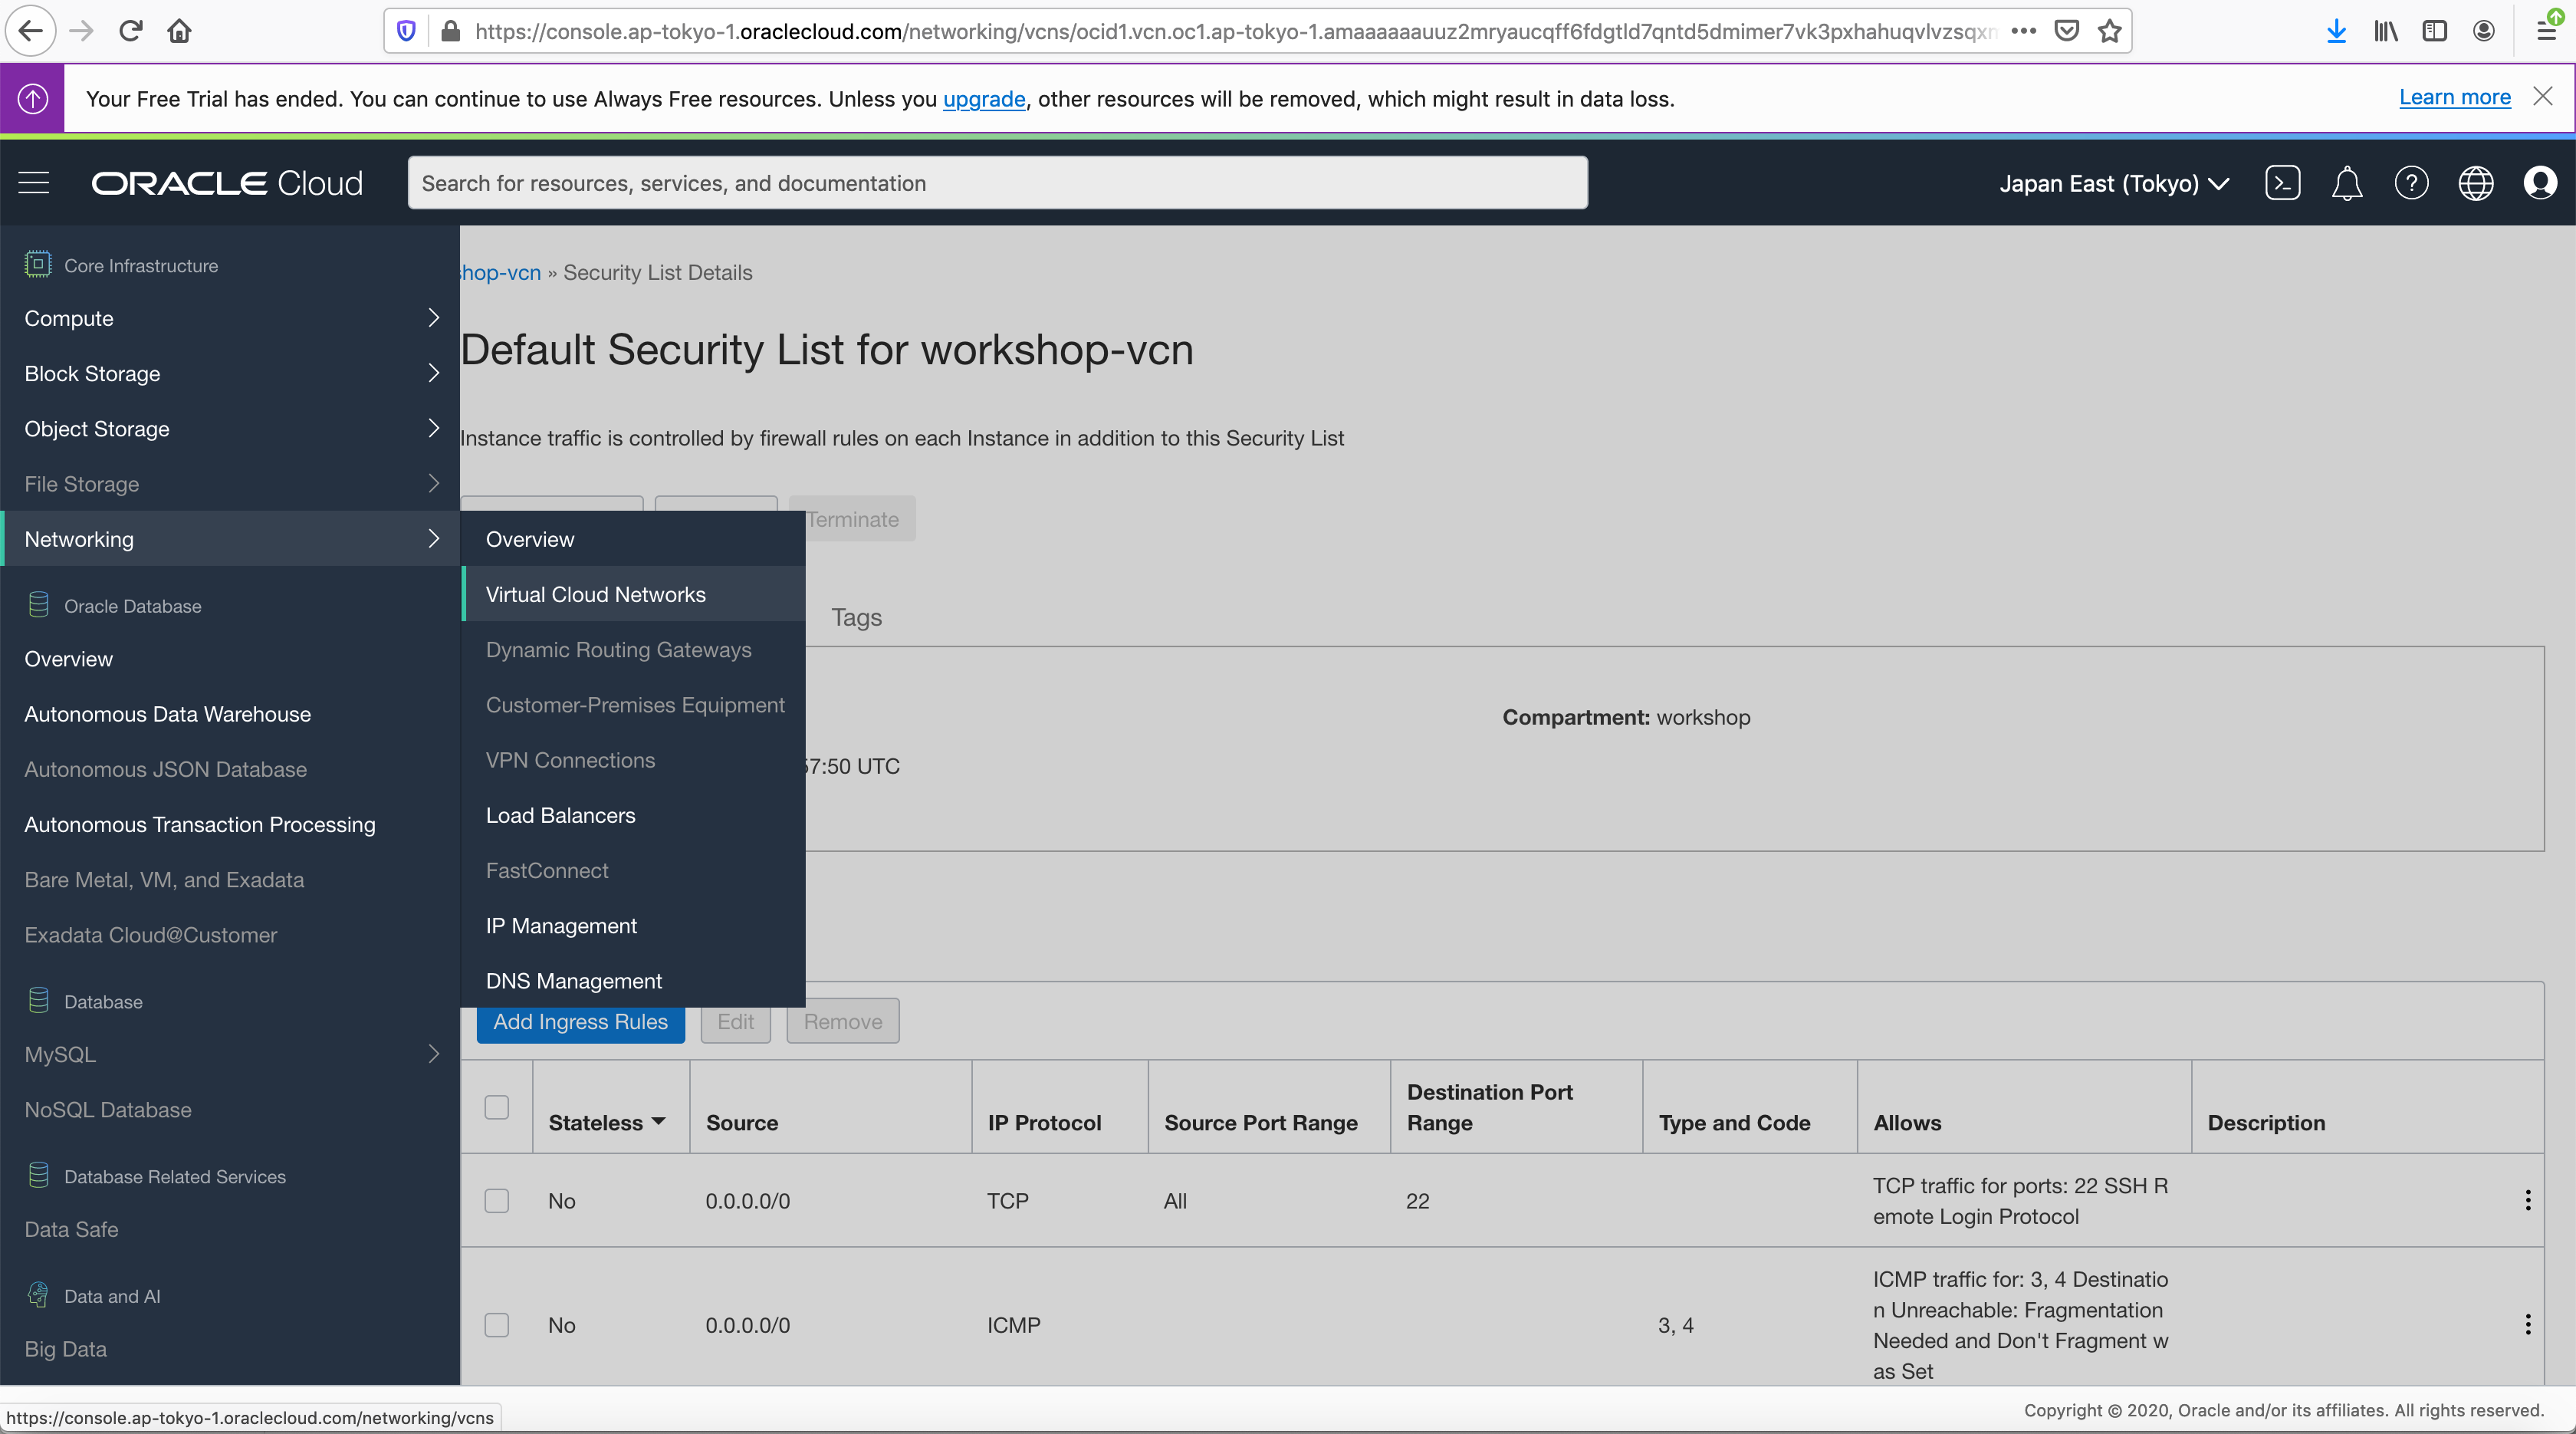 https://console.ap-tokyo-1.oraclecloud.com/networking/vcns/ocid1.vcn.oc1.ap-tokyo-1.amaaaaaauuz2mryaucqff6fdgtld7qntd5dmimer7vk3pxhahuqvlvzsqxn
Your Free Trial has ended. You can continue to use Always Free resources. Unless you upgrade, other resources will be removed, which might result in data loss.
Learn more
ORACLE Cloud
Search for resources, services, and documentation
Japan East (Tokyo)
Core Infrastructure
Compute
Block Storage
Object Storage
File Storage
Networking
Oracle Database
Overview
Autonomous Data Warehouse
Autonomous JSON Database
Autonomous Transaction Processing
Bare Metal, VM, and Exadata
Exadata Cloud@Customer
Database
MySQL
NoSQL Database
Database Related Services
Data Safe
Data and AI
Big Data
Overview
Virtual Cloud Networks
Dynamic Routing Gateways
Customer-Premises Equipment
VPN Connections
Load Balancers
FastConnect
IP Management
DNS Management
hop-vcn » Security List Details
Default Security List for workshop-vcn
Instance traffic is controlled by firewall rules on each Instance in addition to this Security List
Terminate
Tags
Compartment: workshop
57:50 UTC
Add Ingress Rules
Edit
Remove
Stateless
Source
IP Protocol
Source Port Range
Destination Port
Range
Type and Code
Allows
Description
No
0.0.0.0/0
TCP
All
22
TCP traffic for ports: 22 SSH R
emote Login Protocol
No
0.0.0.0/0
ICMP
3, 4
ICMP traffic for: 3, 4 Destinatio
n Unreachable: Fragmentation
Needed and Don't Fragment w
as Set
https://console.ap-tokyo-1.oraclecloud.com/networking/vcns
Copyright © 2020, Oracle and/or its affiliates. All rights reserved.